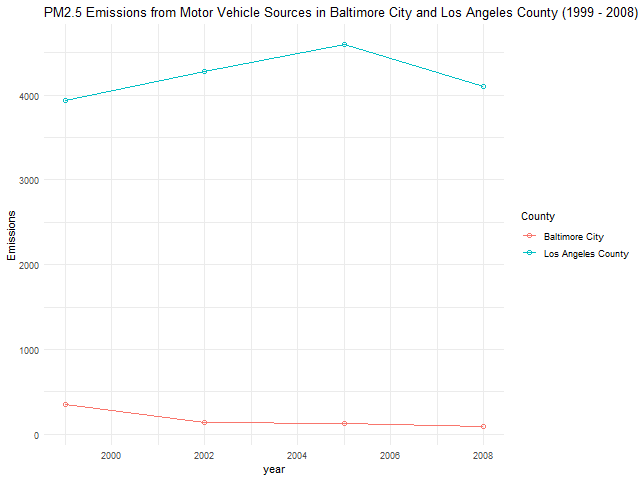 PM2.5 Emissions from Motor Vehicle Sources in Baltimore City and Los Angeles County (1999 - 2008)
4000
3000
2000
1000
0
Emissions
2000 2002 2004 2006 2008
year
County
Baltimore City
Los Angeles County